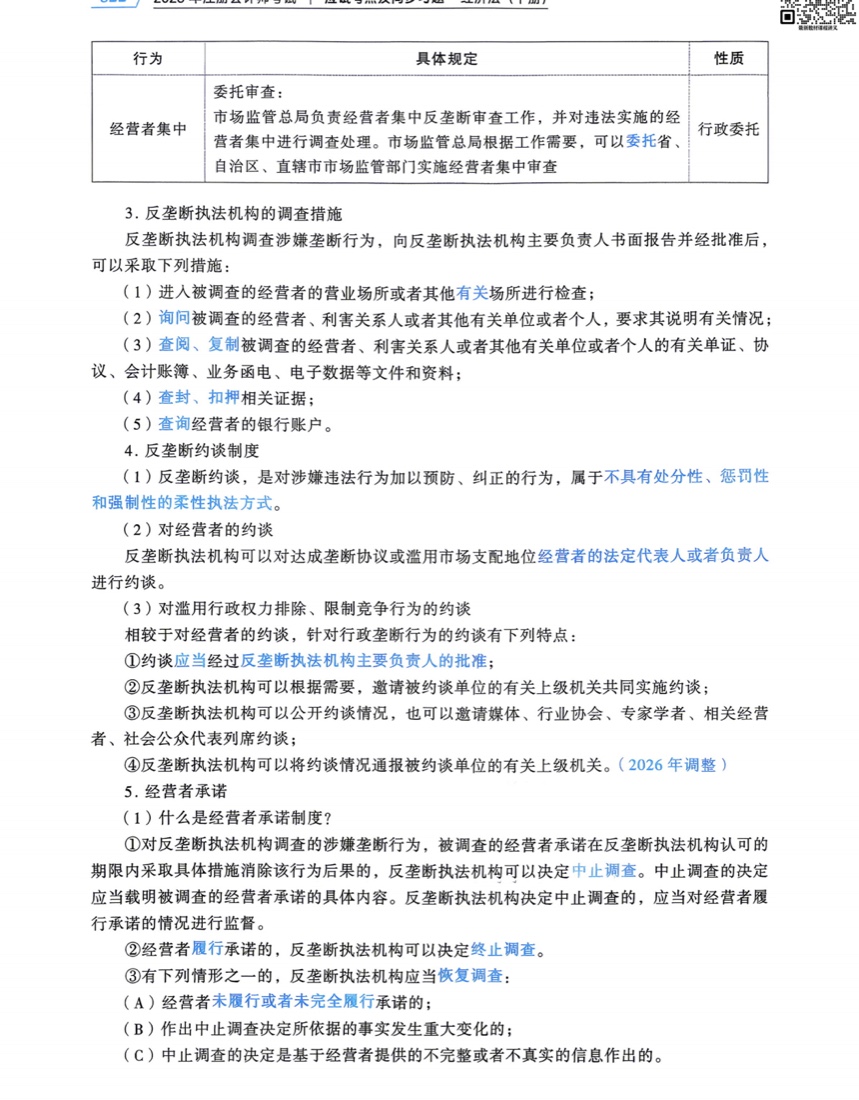 2026 年注册会计师考试 | 应试考点及同步习题 经济法（下册）
行为
具体规定
性质
经营者集中
委托审查：
市场监管总局负责经营者集中反垄断审查工作，并对违法实施的经
营者集中进行调查处理。市场监管总局根据工作需要，可以委托省、
自治区、直辖市市场监管部门实施经营者集中审查
行政委托
3. 反垄断执法机构的调查措施
反垄断执法机构调查涉嫌垄断行为，向反垄断执法机构主要负责人书面报告并经批准后，
可以采取下列措施：
（1）进入被调查的经营者的营业场所或者其他有关场所进行检查；
（2）询问被调查的经营者、利害关系人或者其他有关单位或者个人，要求其说明有关情况；
（3）查阅、复制被调查的经营者、利害关系人或者其他有关单位或者个人的有关单证、协
议、会计账簿、业务函电、电子数据等文件和资料；
（4）查封、扣押相关证据；
（5）查询经营者的银行账户。
4. 反垄断约谈制度
（1）反垄断约谈，是对涉嫌违法行为加以预防、纠正的行为，属于不具有处分性、惩罚性
和强制性的柔性执法方式。
（2）对经营者的约谈
反垄断执法机构可以对达成垄断协议或滥用市场支配地位经营者的法定代表人或者负责人
进行约谈。
（3）对滥用行政权力排除、限制竞争行为的约谈
相较于对经营者的约谈，针对行政垄断行为的约谈有下列特点：
①约谈应当经过反垄断执法机构主要负责人的批准；
②反垄断执法机构可以根据需要，邀请被约谈单位的有关上级机关共同实施约谈；
③反垄断执法机构可以公开约谈情况，也可以邀请媒体、行业协会、专家学者、相关经营
者、社会公众代表列席约谈；
④反垄断执法机构可以将约谈情况通报被约谈单位的有关上级机关。（2026 年调整）
5. 经营者承诺
（1）什么是经营者承诺制度?
①对反垄断执法机构调查的涉嫌垄断行为，被调查的经营者承诺在反垄断执法机构认可的
期限内采取具体措施消除该行为后果的，反垄断执法机构可以决定中止调查。中止调查的决定
应当载明被调查的经营者承诺的具体内容。反垄断执法机构决定中止调查的，应当对经营者履
行承诺的情况进行监督。
②经营者履行承诺的，反垄断执法机构可以决定终止调查。
③有下列情形之一的，反垄断执法机构应当恢复调查：
（A）经营者未履行或者未完全履行承诺的；
（B）作出中止调查决定所依据的事实发生重大变化的；
（C）中止调查的决定是基于经营者提供的不完整或者不真实的信息作出的。